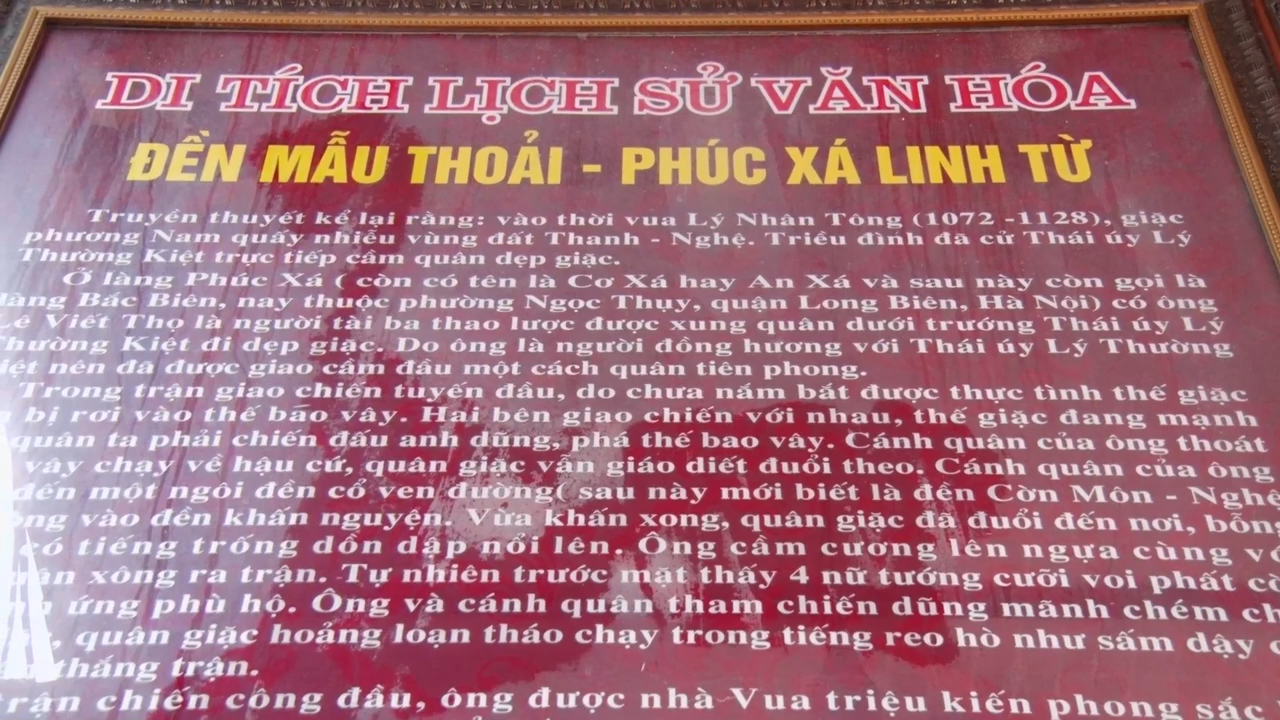 DI TÍCH LỊCH SỬ VĂN HÓA
ĐỀN MẪU THOẢI - PHÚC XÁ LINH TỪ
Truyền thuyết kể lại rằng: vào thời vua Lý Nhân Tông (1072 -1128), giặc
phương Nam quấy nhiễu vùng đất Thanh - Nghệ. Triều đình đã cử Thái úy Lý
Thường Kiệt trực tiếp cầm quân dẹp giặc.
Ở làng Phúc Xá ( còn có tên là Cơ Xá hay An Xá và sau này còn gọi là
làng Bác Biên, nay thuộc phường Ngọc Thụy, quận Long Biên, Hà Nội) có ông
Lê Viết Thọ là người tài ba thao lược được xung quân dưới trướng Thái úy Lý
Thường Kiệt đi dẹp giặc. Do ông là người đồng hương với Thái úy Lý Thường
nên đã được giao cầm đầu một cách quân tiên phong.
Trong trận giao chiến tuyến đầu, do chưa nắm bắt được thực tình thế giặc
bị rơi vào thế bao vây. Hai bên giao chiến với nhau, thế giặc đang mạnh
quân ta phải chiến đấu anh dũng, phá thế bao vây. Cánh quân của ông thoát
vây chạy về hậu cứ, quân giặc vẫn giáo diết đuổi theo. Cánh quân của ông
đến một ngôi đền cổ ven đường( sau này mới biết là đền Cờn Môn - Nghệ
vào đền khấn nguyện. Vừa khấn xong, quân giặc đã đuổi đến nơi, bỗng
có tiếng trống dồn dập nổi lên. Ông cầm cương lên ngựa cùng
xông ra trận. Tự nhiên trước mặt thấy 4 nữ tướng cưỡi voi phất
ứng phù hộ. Ông và cánh quân tham chiến dũng mãnh chém
quân giặc hoảng loạn tháo chạy trong tiếng reo hò như sấm dậy
thắng trận.
trận chiến công đầu, ông được nhà Vua triệu kiến phong sắc